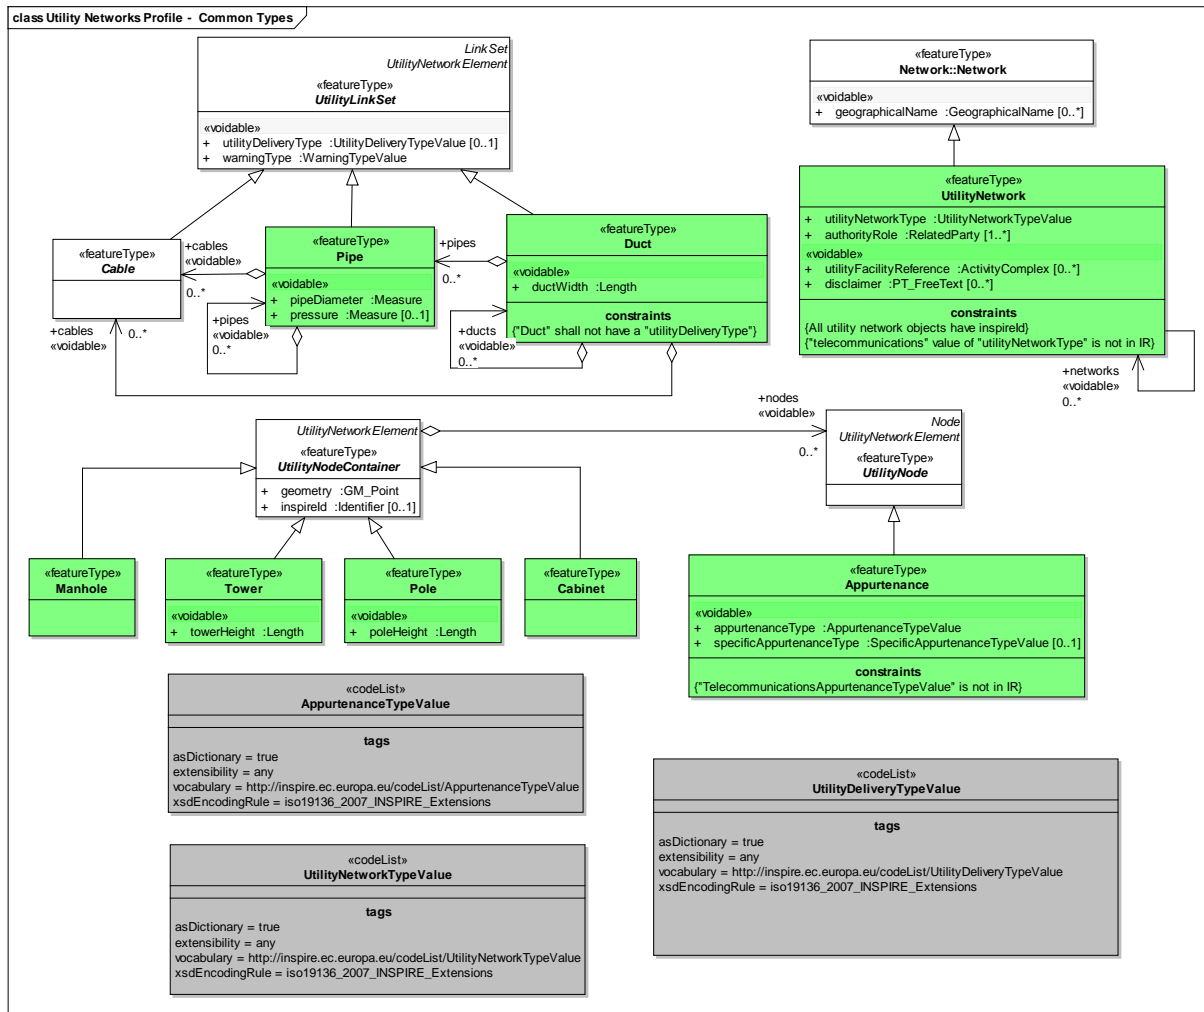 class Utility Networks Profile - Common Types
LinkSet
UtilityNetworkElement
«featureType»
UtilityLinkSet
«voidable»
+ utilityDeliveryType :UtilityDeliveryTypeValue [0..1]
+ warningType :WarningTypeValue
«featureType»
Network::Network
«voidable»
+ geographicalName :GeographicalName [0..*]
«featureType»
UtilityNetwork
+ utilityNetworkType :UtilityNetworkTypeValue
+ authorityRole :RelatedParty [1..*]
«voidable»
+ utilityFacilityReference :ActivityComplex [0..*]
+ disclaimer :PT_FreeText [0..*]
constraints
{All utility network objects have inspireId}
{"telecommunications" value of "utilityNetworkType" is not in IR}
+networks
«voidable»
0..*
«featureType»
Cable
+cables
«voidable»
0..*
«featureType»
Pipe
«voidable»
+ pipeDiameter :Measure
+ pressure :Measure [0..1]
+pipes
0..*
«featureType»
Duct
«voidable»
+ ductWidth :Length
constraints
{"Duct" shall not have a "utilityDeliveryType"}
+cables
«voidable»
0..*
+pipes
«voidable»
0..*
+ducts
«voidable»
0..*
UtilityNetworkElement
«featureType»
UtilityNodeContainer
+ geometry :GM_Point
+ inspireId :Identifier [0..1]
+nodes
«voidable»
0..*
Node
UtilityNetworkElement
«featureType»
UtilityNode
«featureType»
Manhole
«featureType»
Tower
«voidable»
+ towerHeight :Length
«featureType»
Pole
«voidable»
+ poleHeight :Length
«featureType»
Cabinet
«featureType»
Appurtenance
«voidable»
+ appurtenanceType :AppurtenanceTypeValue
+ specificAppurtenanceType :SpecificAppurtenanceTypeValue [0..1]
constraints
{"TelecommunicationsAppurtenanceTypeValue" is not in IR}
«codeList»
AppurtenanceTypeValue
tags
asDictionary = true
extensibility = any
vocabulary = http://inspire.ec.europa.eu/codeList/AppurtenanceTypeValue
xsdEncodingRule = iso19136_2007_INSPIRE_Extensions
«codeList»
UtilityDeliveryTypeValue
tags
asDictionary = true
extensibility = any
vocabulary = http://inspire.ec.europa.eu/codeList/UtilityDeliveryTypeValue
xsdEncodingRule = iso19136_2007_INSPIRE_Extensions
«codeList»
UtilityNetworkTypeValue
tags
asDictionary = true
extensibility = any
vocabulary = http://inspire.ec.europa.eu/codeList/UtilityNetworkTypeValue
xsdEncodingRule = iso19136_2007_INSPIRE_Extensions